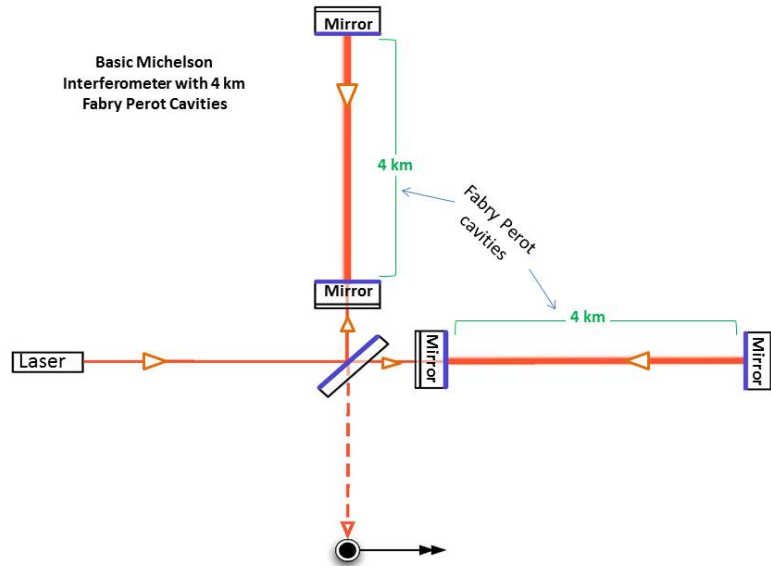 Mirror
Basic Michelson
Interferometer with 4 km
Fabry Perot Cavities
4 km
Fabry Perot
cavities
Mirror
4 km
Laser
Mirror
Mirror